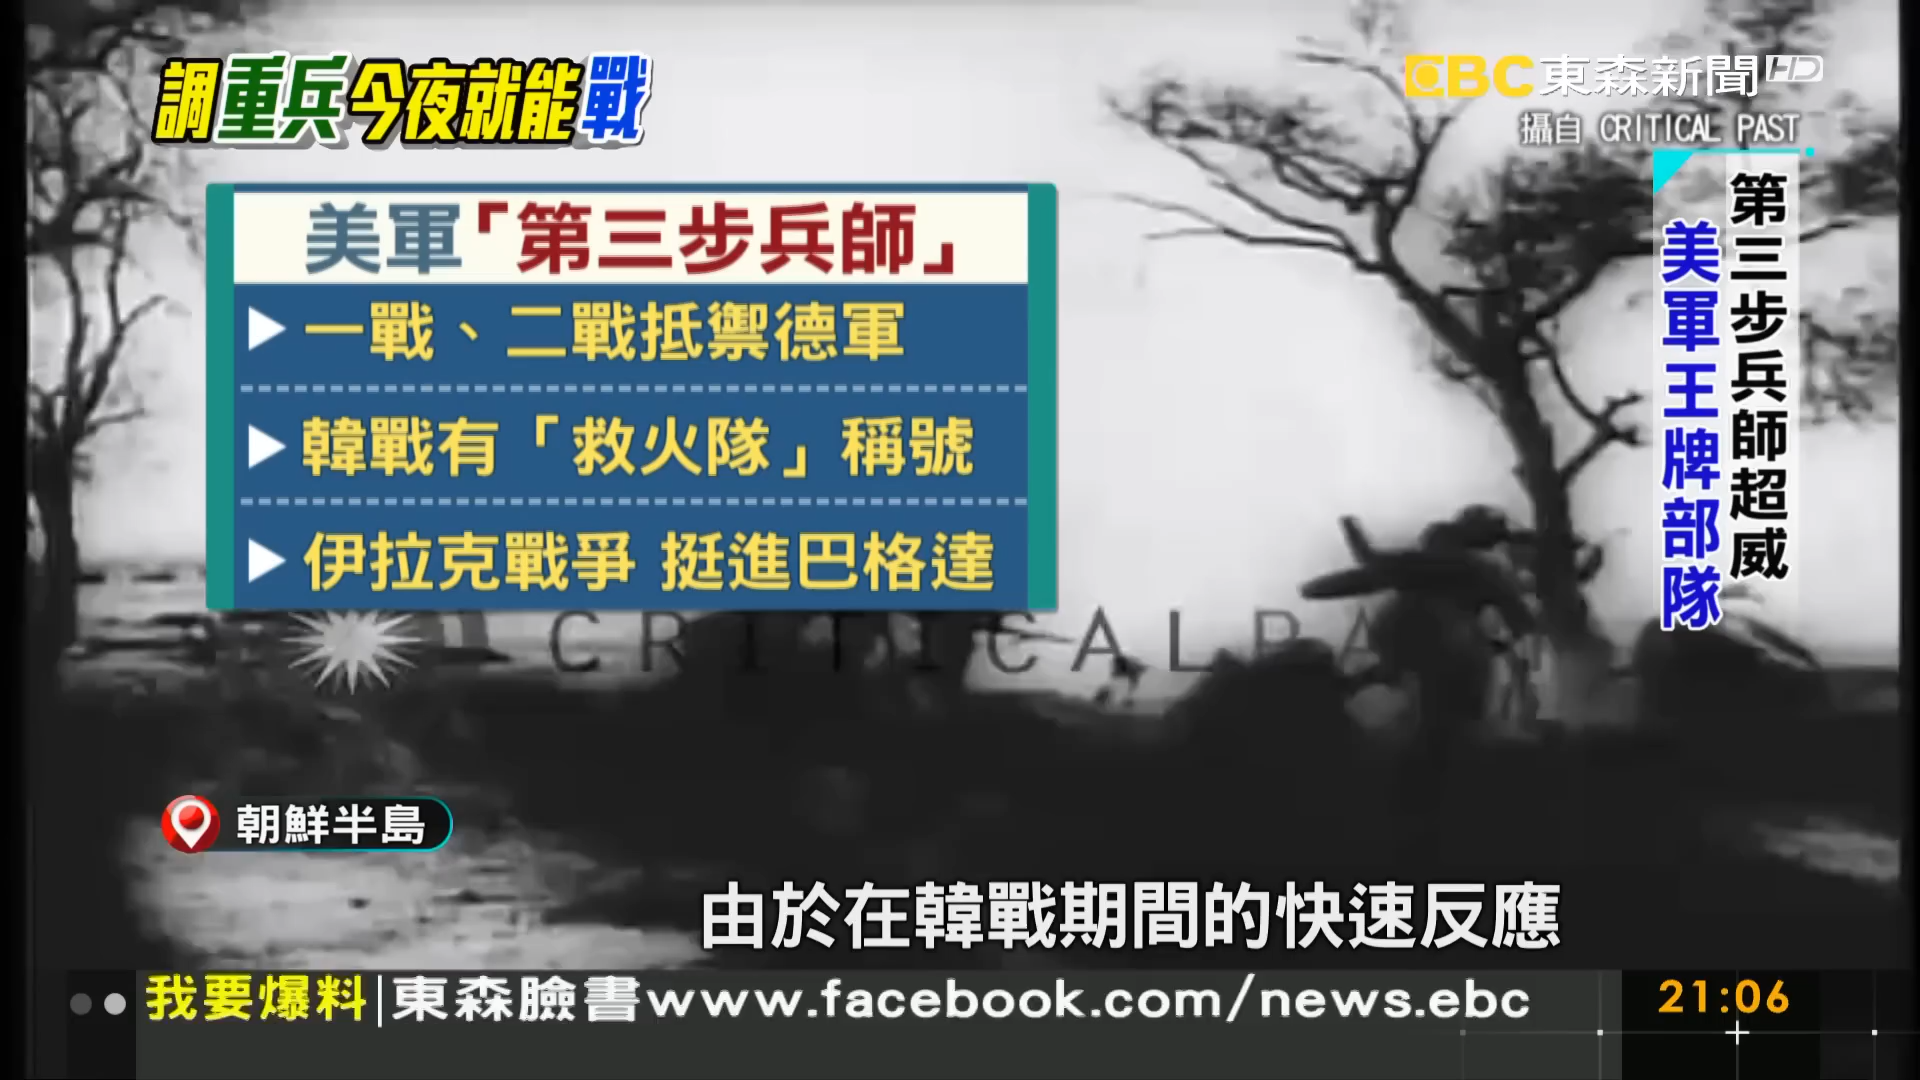 調重兵今夜就能戰
EBC東森新聞HD
攝自 CRITICAL PAST
第三步兵師超威
美軍王牌部隊
美軍「第三步兵師」
一戰、二戰抵禦德軍
韓戰有「救火隊」稱號
伊拉克戰爭 挺進巴格達
CRITICALPA
朝鮮半島
由於在韓戰期間的快速反應
我要爆料|東森臉書www.facebook.com/news.ebc
21:06